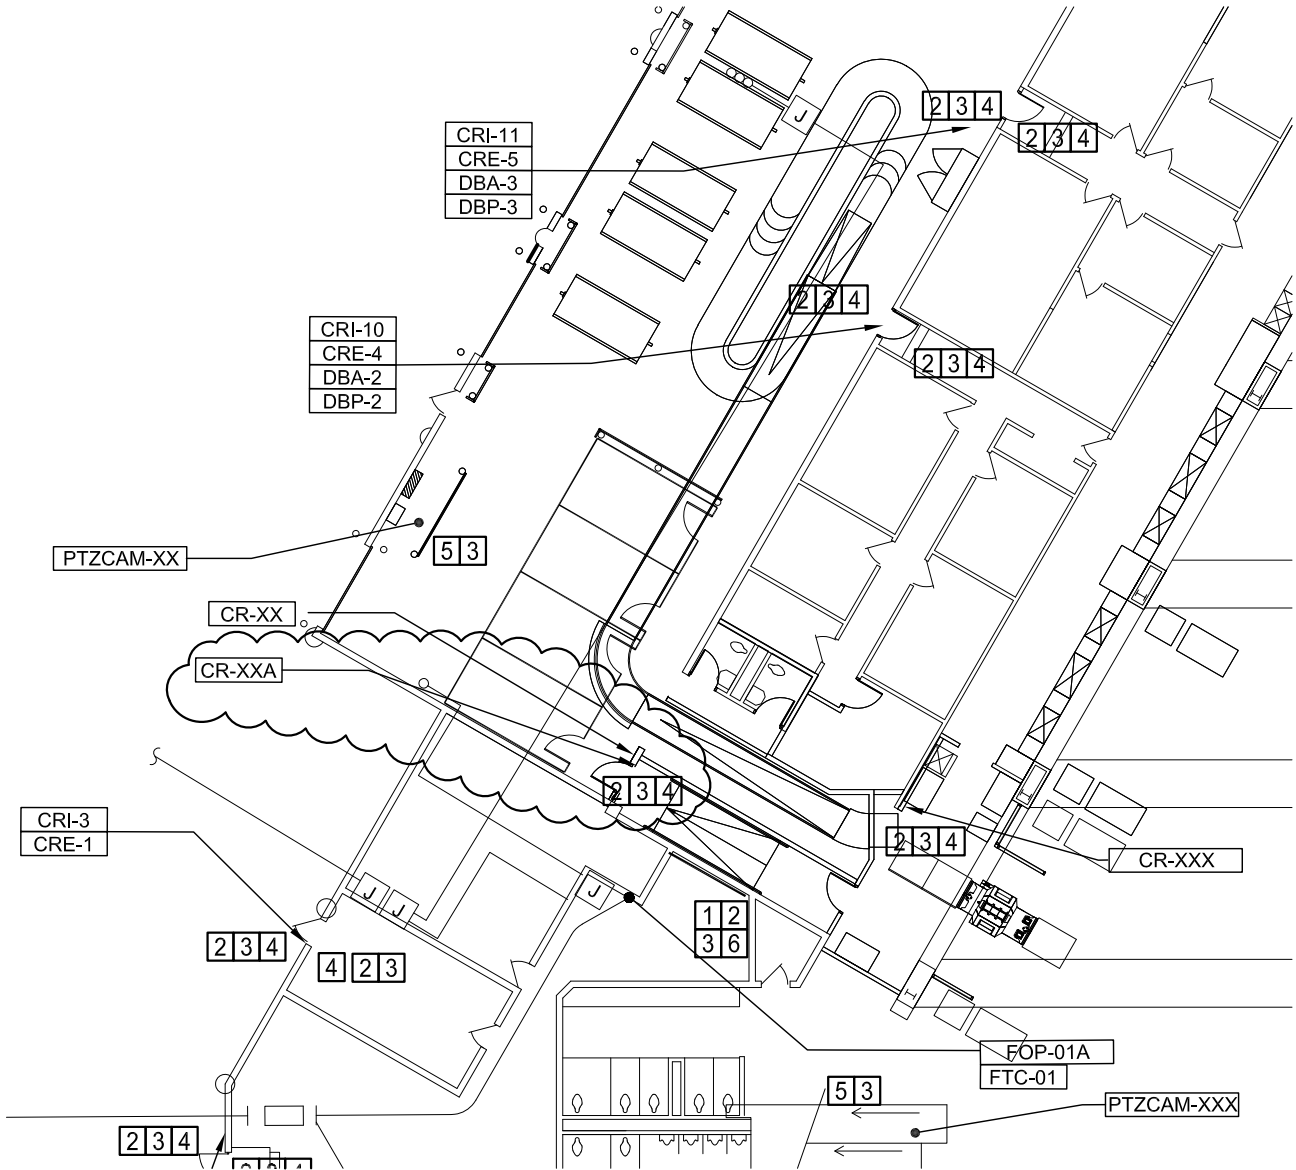 2 3 4
CRI-11
CRE-5
DBA-3
DBP-3
J
2 3 4
2 3 4
CRI-10
CRE-4
DBA-2
DBP-2
2 3 4
PTZCAM-XX
5 3
CR-XX
CR-XXA
2 3 4
CRI-3
CRE-1
2 3 4
CR-XXX
J
J
J
1 2
3 6
2 3 4
4
2 3
FOP-01A
FTC-01
5 3
PTZCAM-XXX
2 3 4